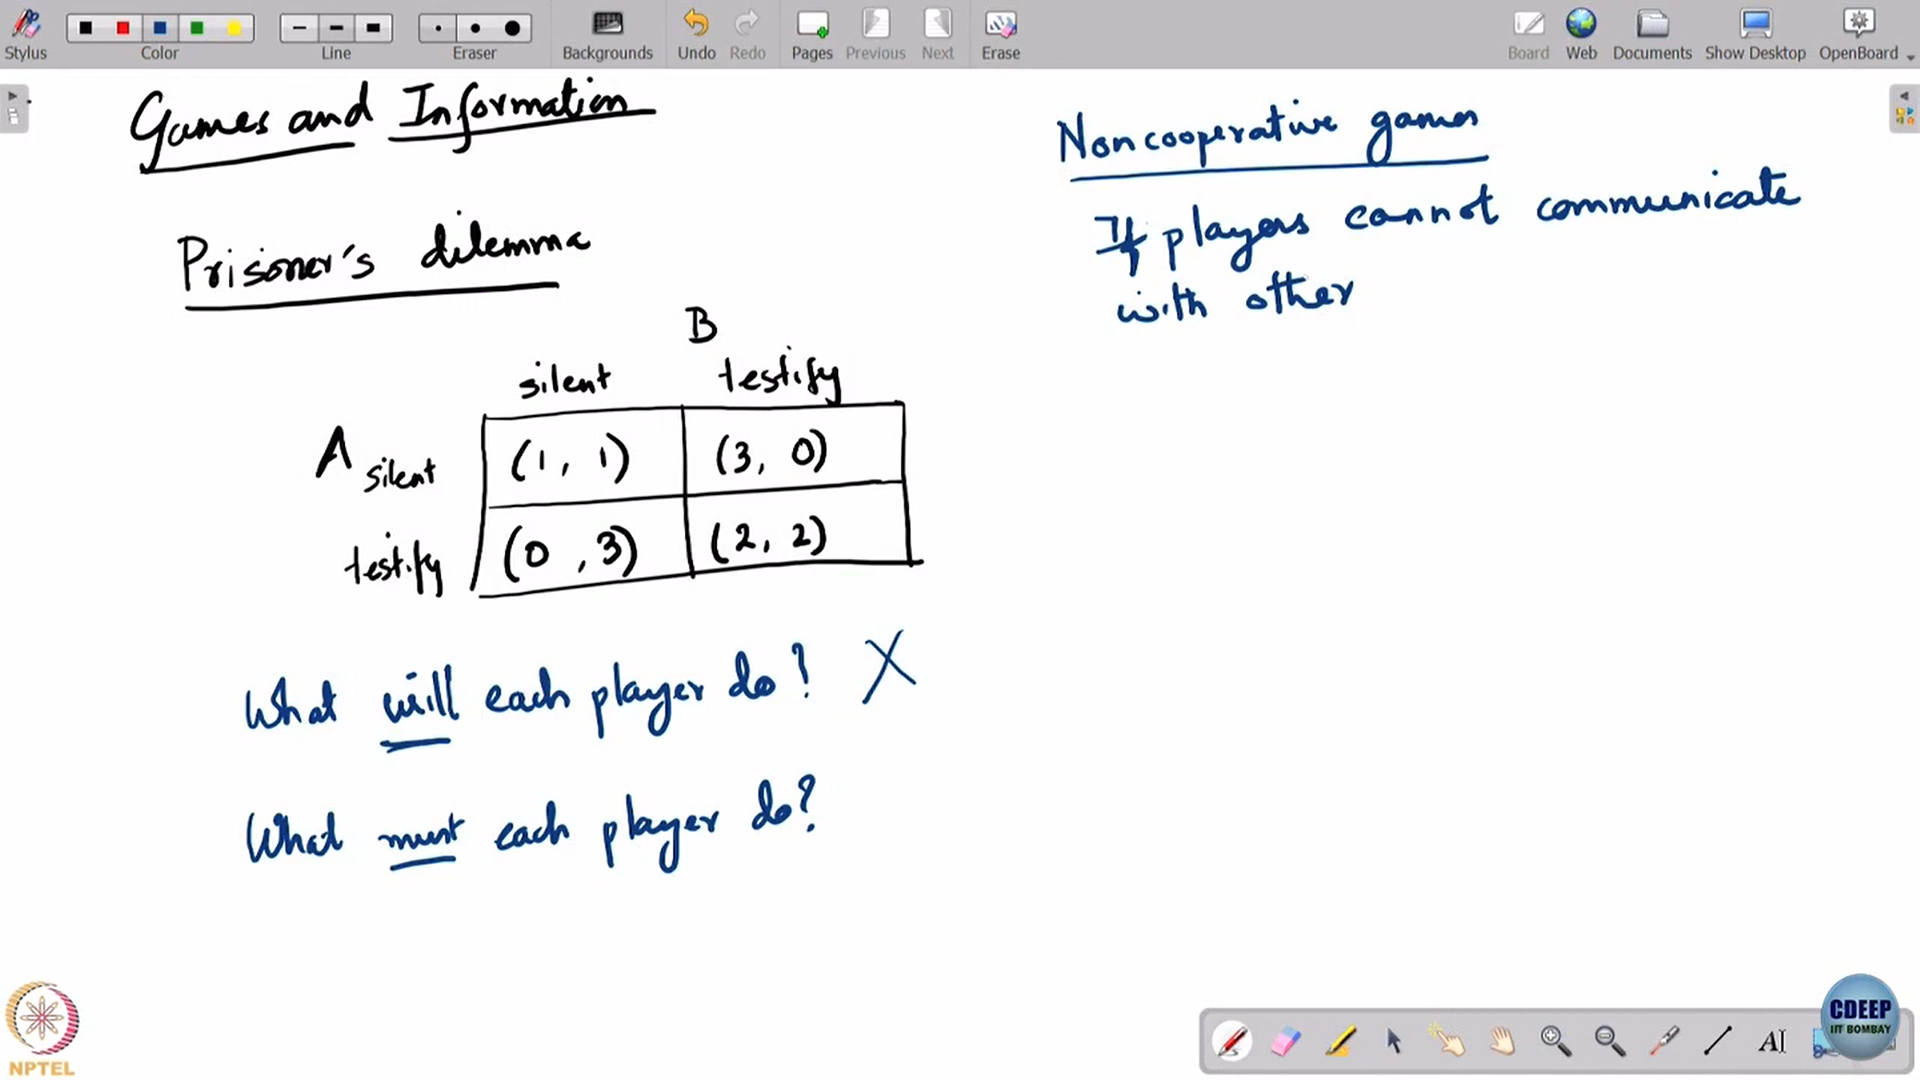 Stylus
Color
Line
Eraser
Backgrounds
Undo
Redo
Pages
Previous
Next
Erase
Board
Web
Documents
Show Desktop
OpenBoard
Games and Information
Prisoner's dilemma
B
silent testify
A silent (1, 1) (3, 0)
testify (0, 3) (2, 2)
What will each player do? X
What must each player do?
Noncooperative games
If players cannot communicate
with other
NPTEL
CDEEP
IIT BOMBAY